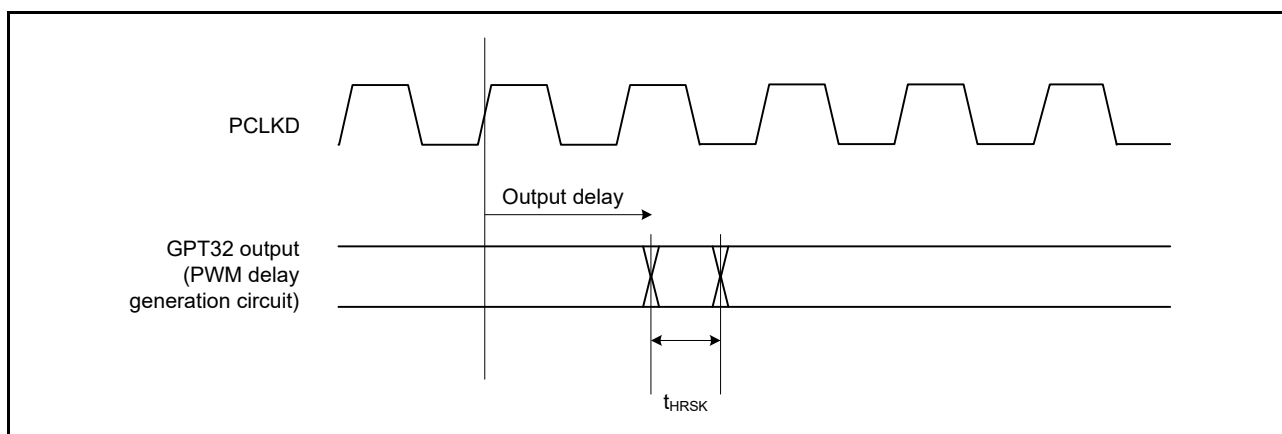 PCLKD
Output delay
GPT32 output
(PWM delay
generation circuit)
tHRSK